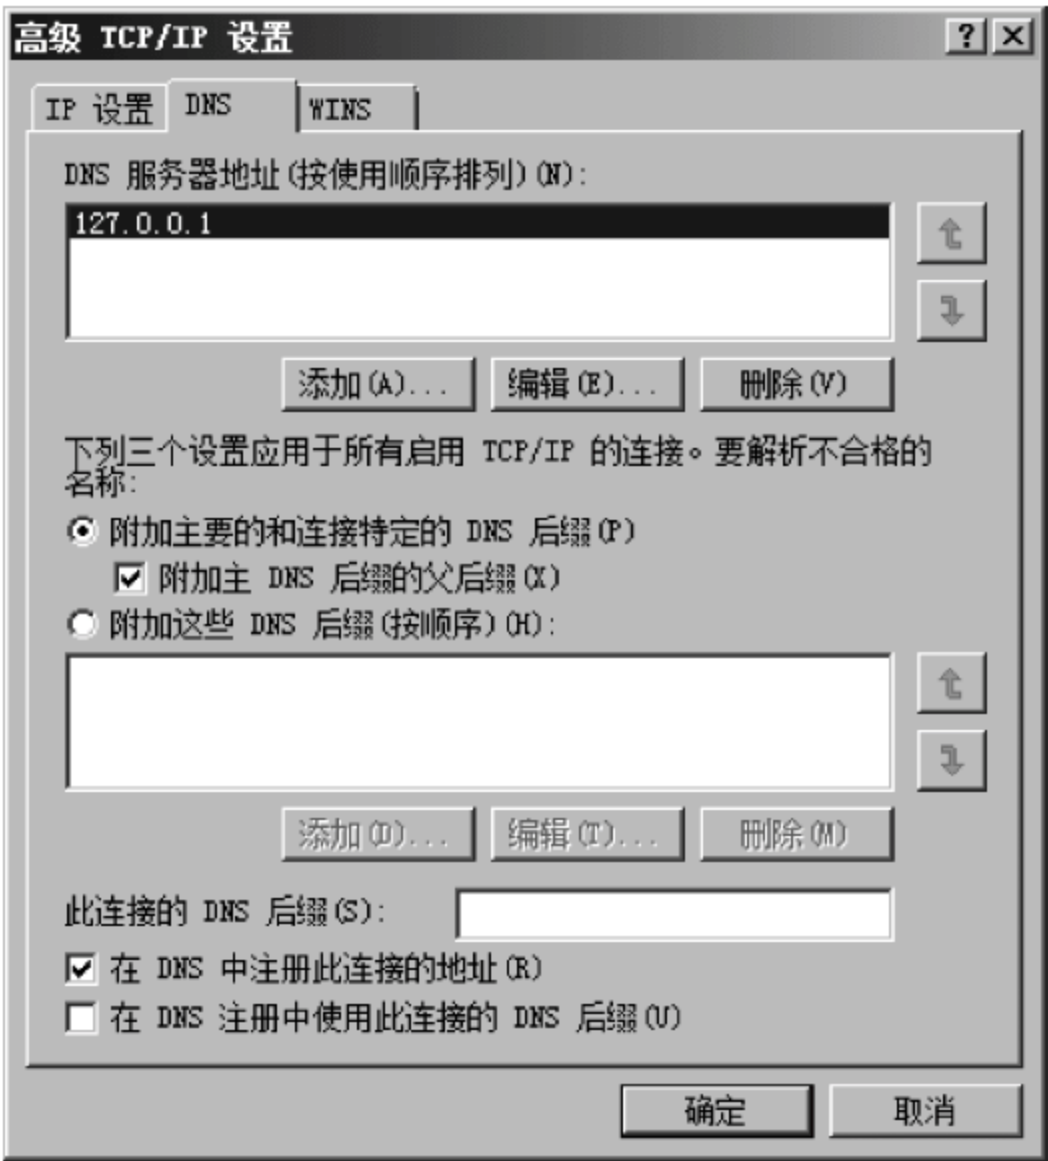 高级 TCP/IP 设置
IP 设置 DNS WINS
DNS 服务器地址(按使用顺序排列)(N):
127.0.0.1
添加(A)... 编辑(E)... 删除(V)
下列三个设置应用于所有启用 TCP/IP 的连接。要解析不合格的
名称:
附加主要的和连接特定的 DNS 后缀(P)
附加主 DNS 后缀的父后缀(X)
附加这些 DNS 后缀(按顺序)(H):
添加(D)... 编辑(T)... 删除(M)
此连接的 DNS 后缀(S):
在 DNS 中注册此连接的地址(R)
在 DNS 注册中使用此连接的 DNS 后缀(U)
确定 取消